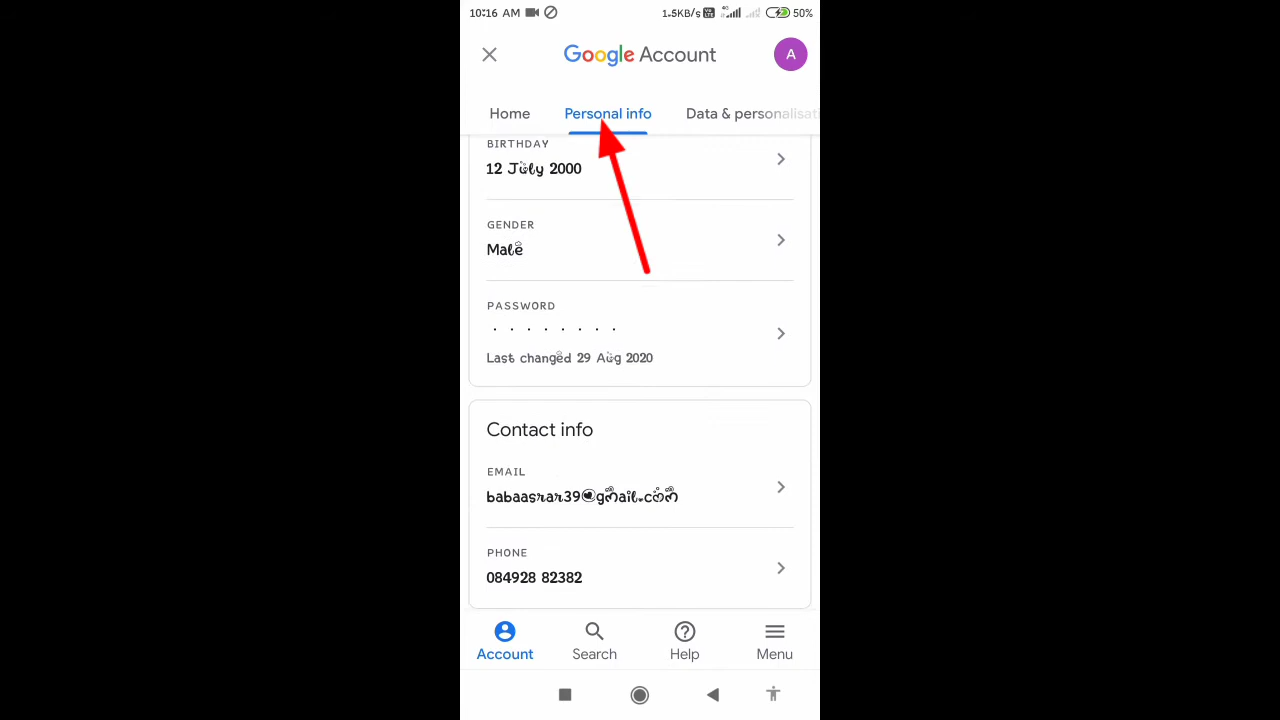 10:16 AM 1.5KB/s 50%
Google Account A
Home Personal info Data & personalisati
BIRTHDAY
12 July 2000
GENDER
Male
PASSWORD
Last changed 29 Aug 2020
Contact info
EMAIL
babaasrar39@gmail.com
PHONE
084928 82382
Account Search Help Menu